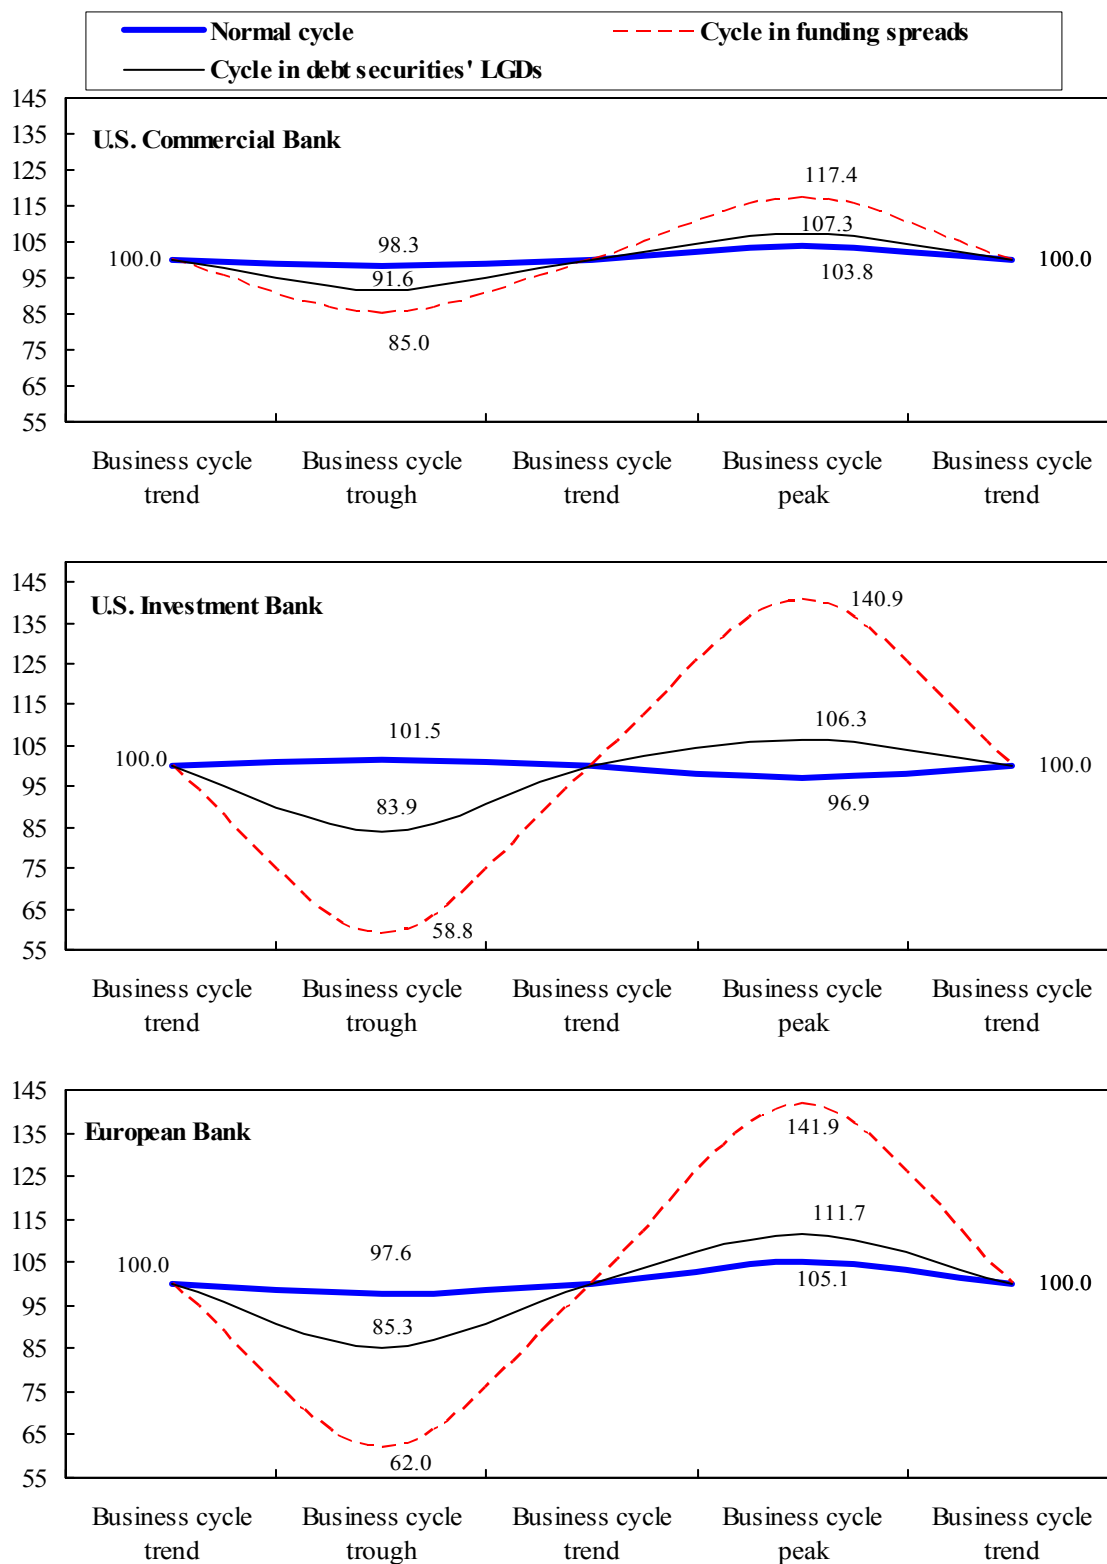 Normal cycle
Cycle in funding spreads
Cycle in debt securities' LGDs
145
135
125
115
105
95
85
75
65
55
U.S. Commercial Bank
117.4
107.3
98.3
100.0
100.0
91.6
103.8
85.0
Business cycle trend
Business cycle trough
Business cycle trend
Business cycle peak
Business cycle trend
145
135
125
115
105
95
85
75
65
55
U.S. Investment Bank
140.9
101.5
106.3
100.0
100.0
83.9
96.9
58.8
Business cycle trend
Business cycle trough
Business cycle trend
Business cycle peak
Business cycle trend
145
135
125
115
105
95
85
75
65
55
European Bank
141.9
111.7
97.6
100.0
105.1
100.0
85.3
62.0
Business cycle trend
Business cycle trough
Business cycle trend
Business cycle peak
Business cycle trend